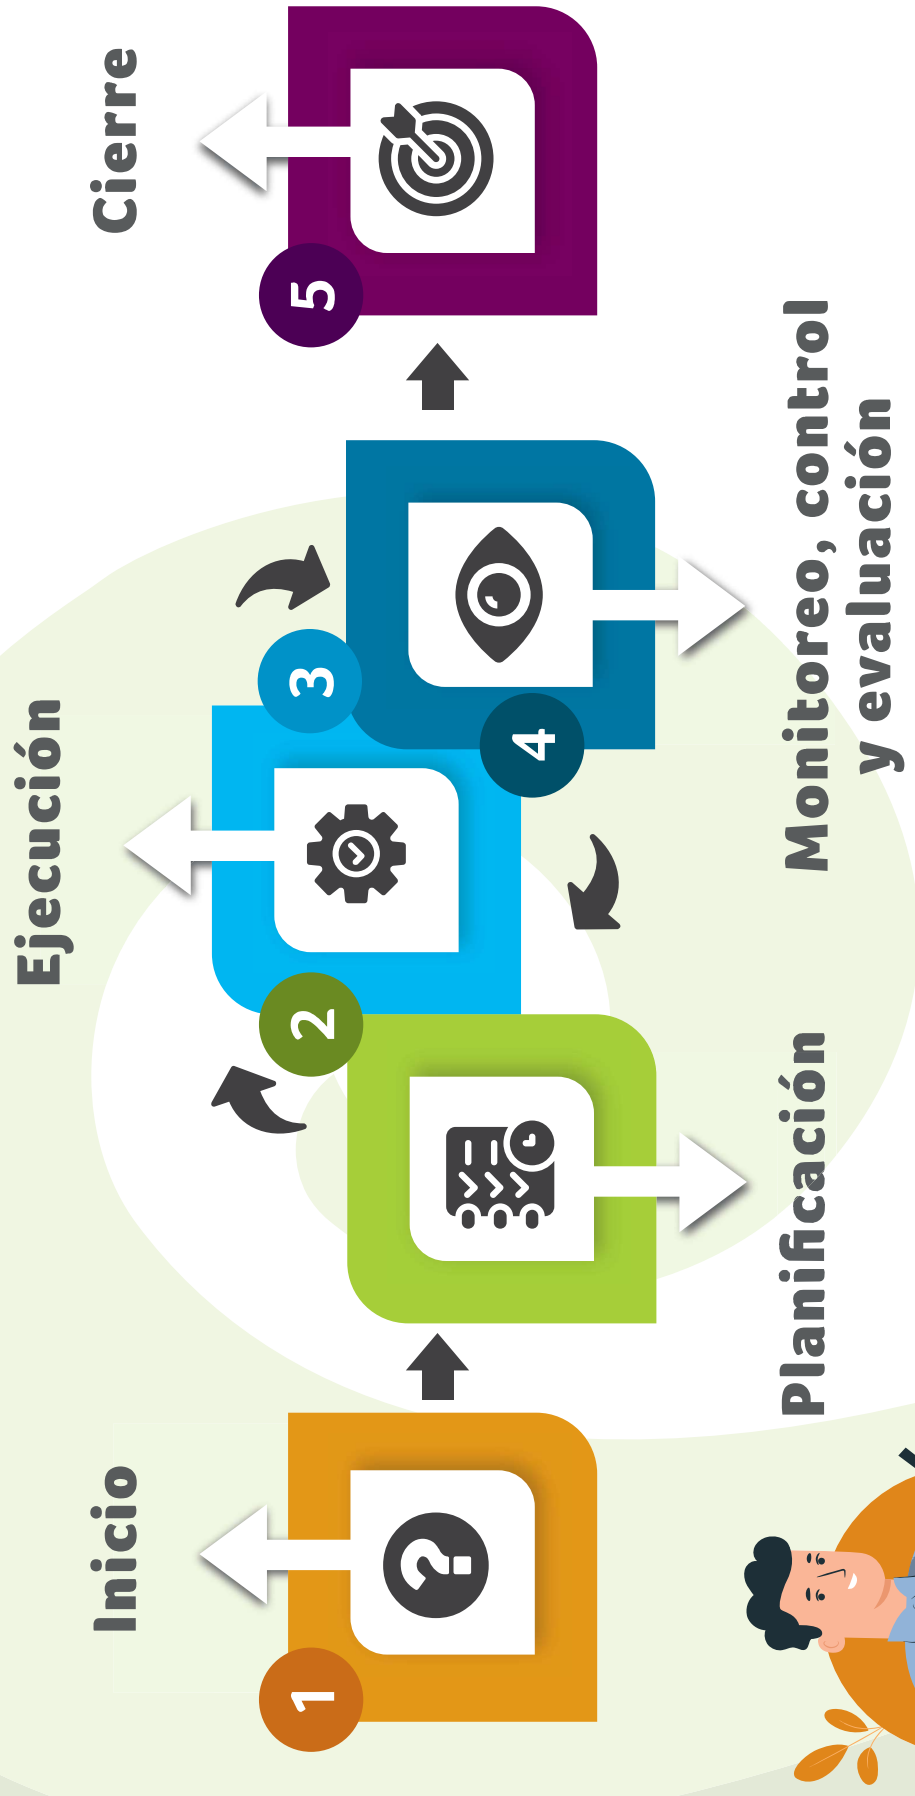 1
Inicio
2
Planificación
3
Ejecución
4
Monitoreo, control
y evaluación
5
Cierre